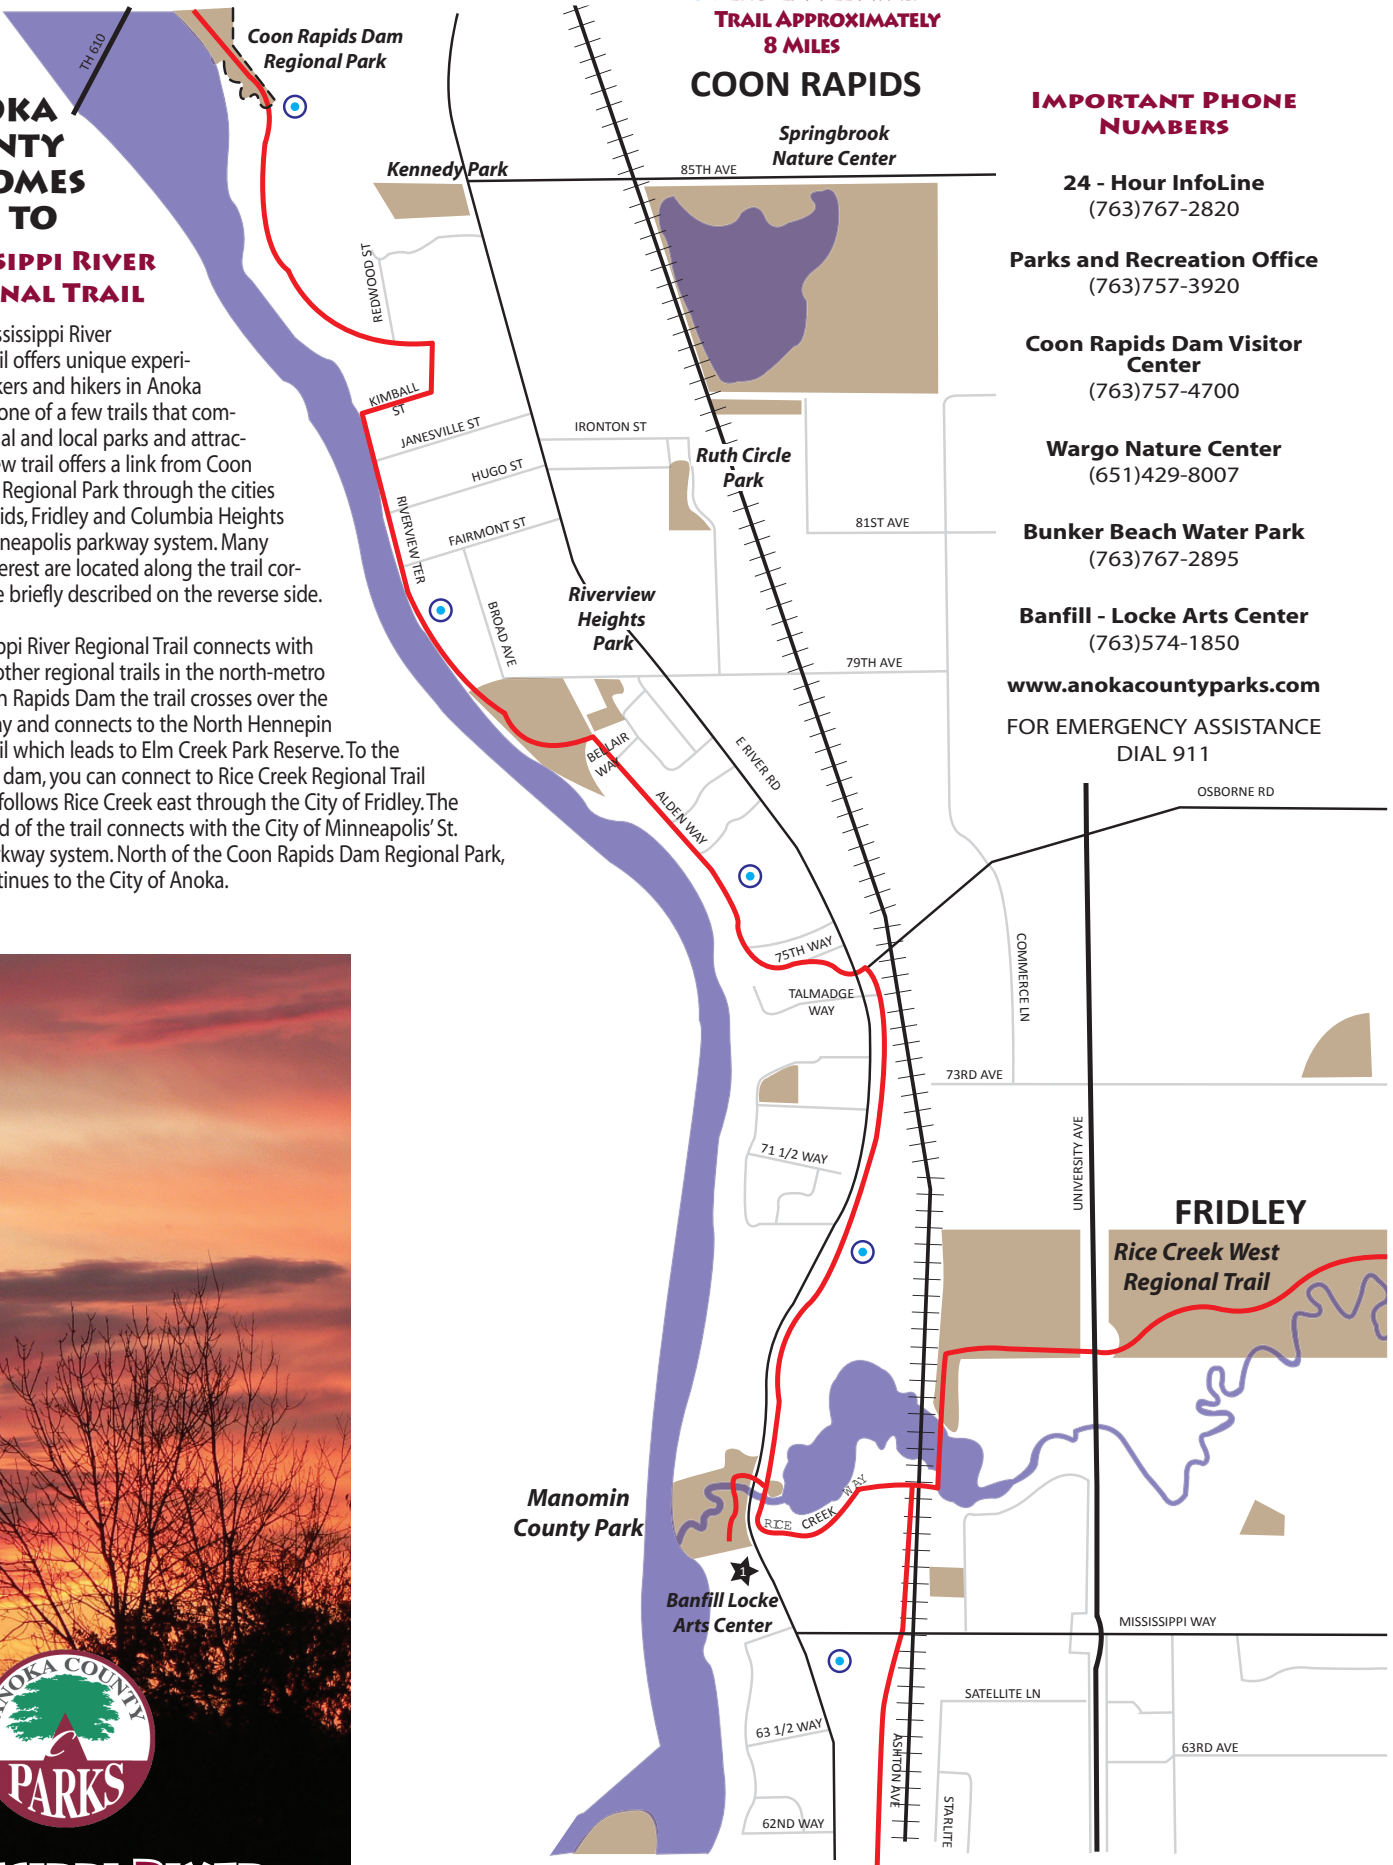 TRAIL APPROXIMATELY
8 MILES
COON RAPIDS
TH 610
Coon Rapids Dam
Regional Park
Kennedy Park
85TH AVE
Springbrook
Nature Center
REDWOOD ST
KIMBALL
ST
JANESVILLE ST
HUGO ST
FAIRMONT ST
IRONTON ST
Ruth Circle
Park
81ST AVE
RIVERVIEW TER
BROAD AVE
Riverview
Heights
Park
79TH AVE
BELLAIR
WAY
ALDEN WAY
E RIVER RD
OSBORNE RD
75TH WAY
TALMADGE
WAY
COMMERCE LN
73RD AVE
UNIVERSITY AVE
71 1/2 WAY
FRIDLEY
Rice Creek West
Regional Trail
Manomin
County Park
RICE CREEK WAY
1
Banfill Locke
Arts Center
MISSISSIPPI WAY
SATELLITE LN
63 1/2 WAY
63RD AVE
ASHTON AVE
STARLITE
62ND WAY
IMPORTANT PHONE
NUMBERS
24 - Hour InfoLine
(763)767-2820
Parks and Recreation Office
(763)757-3920
Coon Rapids Dam Visitor
Center
(763)757-4700
Wargo Nature Center
(651)429-8007
Bunker Beach Water Park
(763)767-2895
Banfill - Locke Arts Center
(763)574-1850
www.anokacountyparks.com
FOR EMERGENCY ASSISTANCE
DIAL 911
OKA
NTY
OMES
TO
SIPPI RIVER
NAL TRAIL
ssissippi River
il offers unique experi-
kers and hikers in Anoka
one of a few trails that com-
al and local parks and attrac-
ew trail offers a link from Coon
Regional Park through the cities
ids, Fridley and Columbia Heights
nneapolis parkway system. Many
erest are located along the trail cor-
e briefly described on the reverse side.
ppi River Regional Trail connects with
other regional trails in the north-metro
n Rapids Dam the trail crosses over the
ay and connects to the North Hennepin
il which leads to Elm Creek Park Reserve. To the
dam, you can connect to Rice Creek Regional Trail
follows Rice Creek east through the City of Fridley. The
d of the trail connects with the City of Minneapolis' St.
rkway system. North of the Coon Rapids Dam Regional Park,
tinues to the City of Anoka.
NOKA COUNTY
PARKS